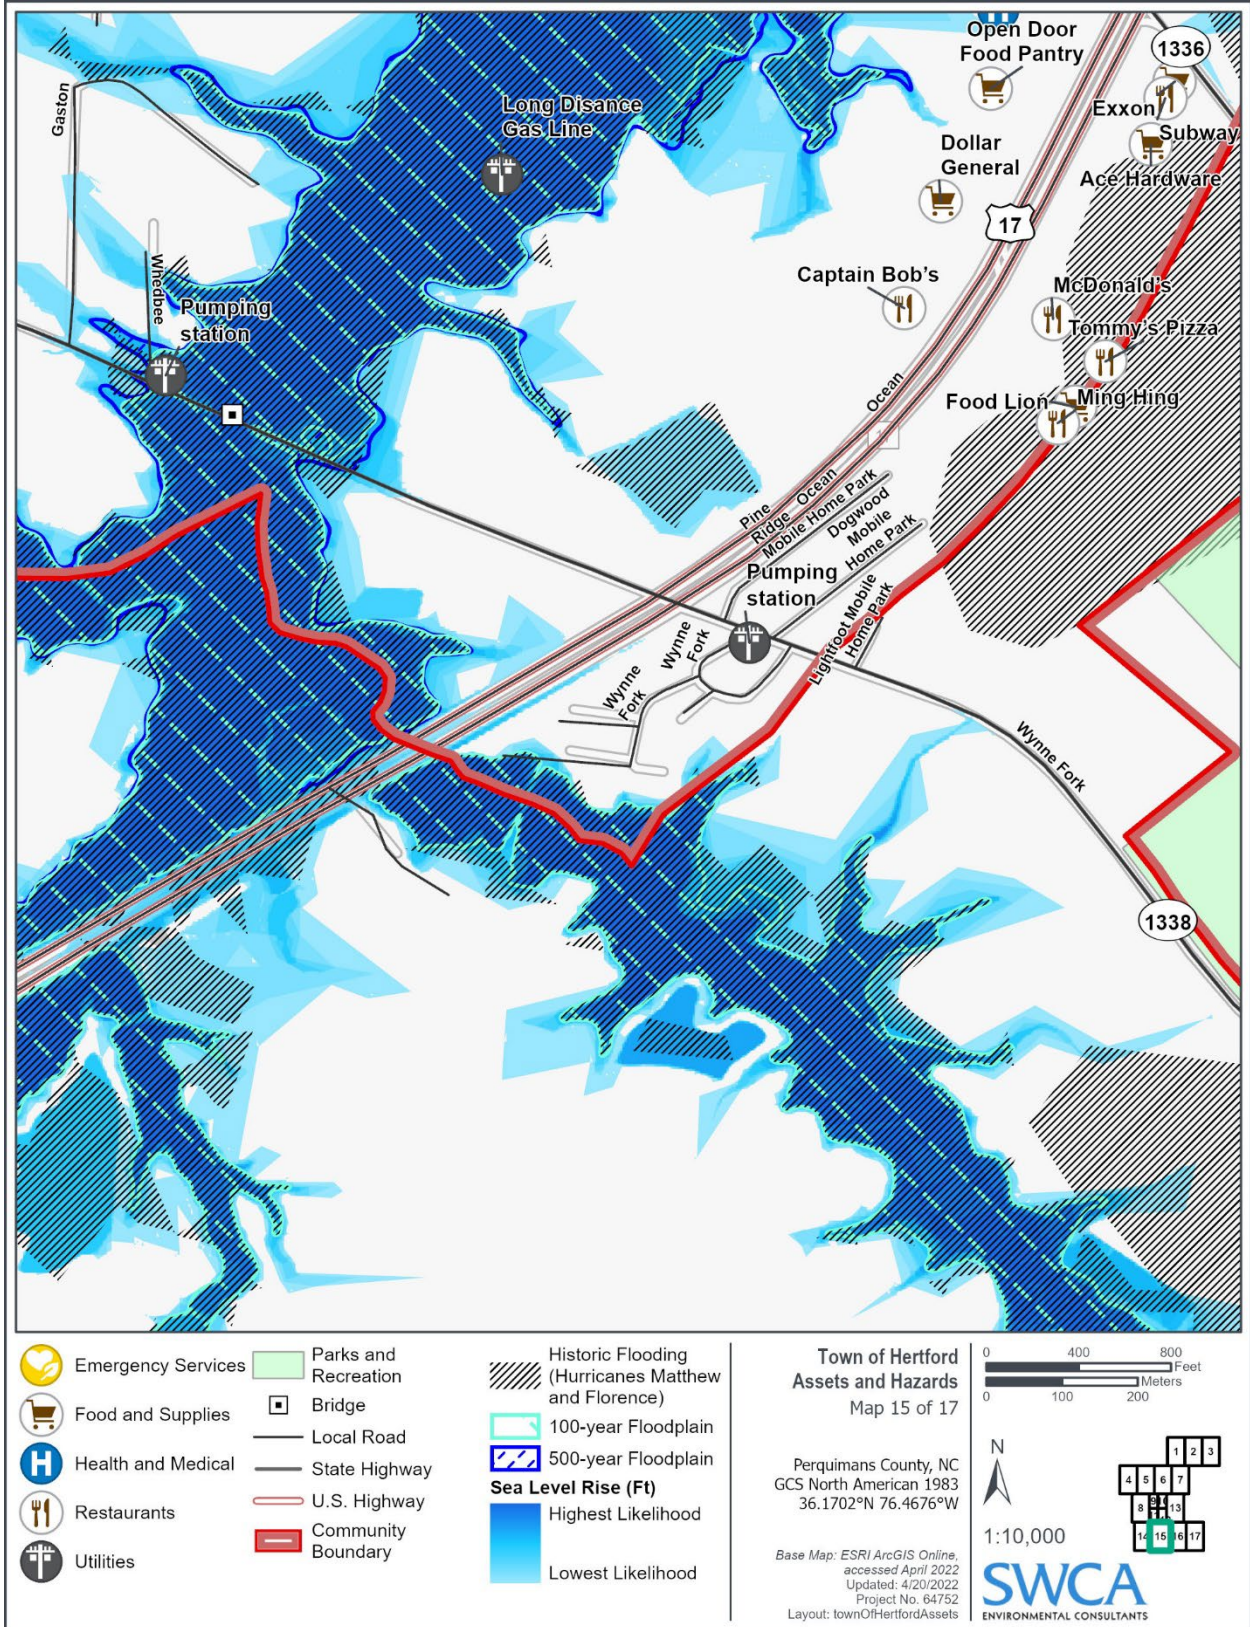 Open Door
Food Pantry
1336
Exxon
Subway
Ace Hardware
Gaston
Long Disance
Gas Line
Dollar
General
17
Captain Bob's
McDonald's
Tommy's Pizza
Whedbee
Pumping
station
Food Lion
Ming Hing
Ocean
Pine
Ridge
Ocean
Mobile Home Park
Dogwood
Mobile
Home Park
Pumping
station
Lightfoot Mobile
Home Park
Wynne
Fork
Wynne
Fork
Wynne Fork
1338
Emergency Services
Food and Supplies
H
Health and Medical
Restaurants
Utilities
Parks and
Recreation
Bridge
Local Road
State Highway
U.S. Highway
Community
Boundary
Historic Flooding
(Hurricanes Matthew
and Florence)
100-year Floodplain
500-year Floodplain
Sea Level Rise (Ft)
Highest Likelihood
Lowest Likelihood
Town of Hertford
Assets and Hazards
Map 15 of 17
Perquimans County, NC
GCS North American 1983
36.1702°N 76.4676°W
Base Map: ESRI ArcGIS Online,
accessed April 2022
Updated: 4/20/2022
Project No. 64752
Layout: townOfHertfordAssets
0 400 800
Feet
Meters
0 100 200
N
1:10,000
1 2 3
4 5 6 7
8 13
14 15 16 17
SWCA
ENVIRONMENTAL CONSULTANTS